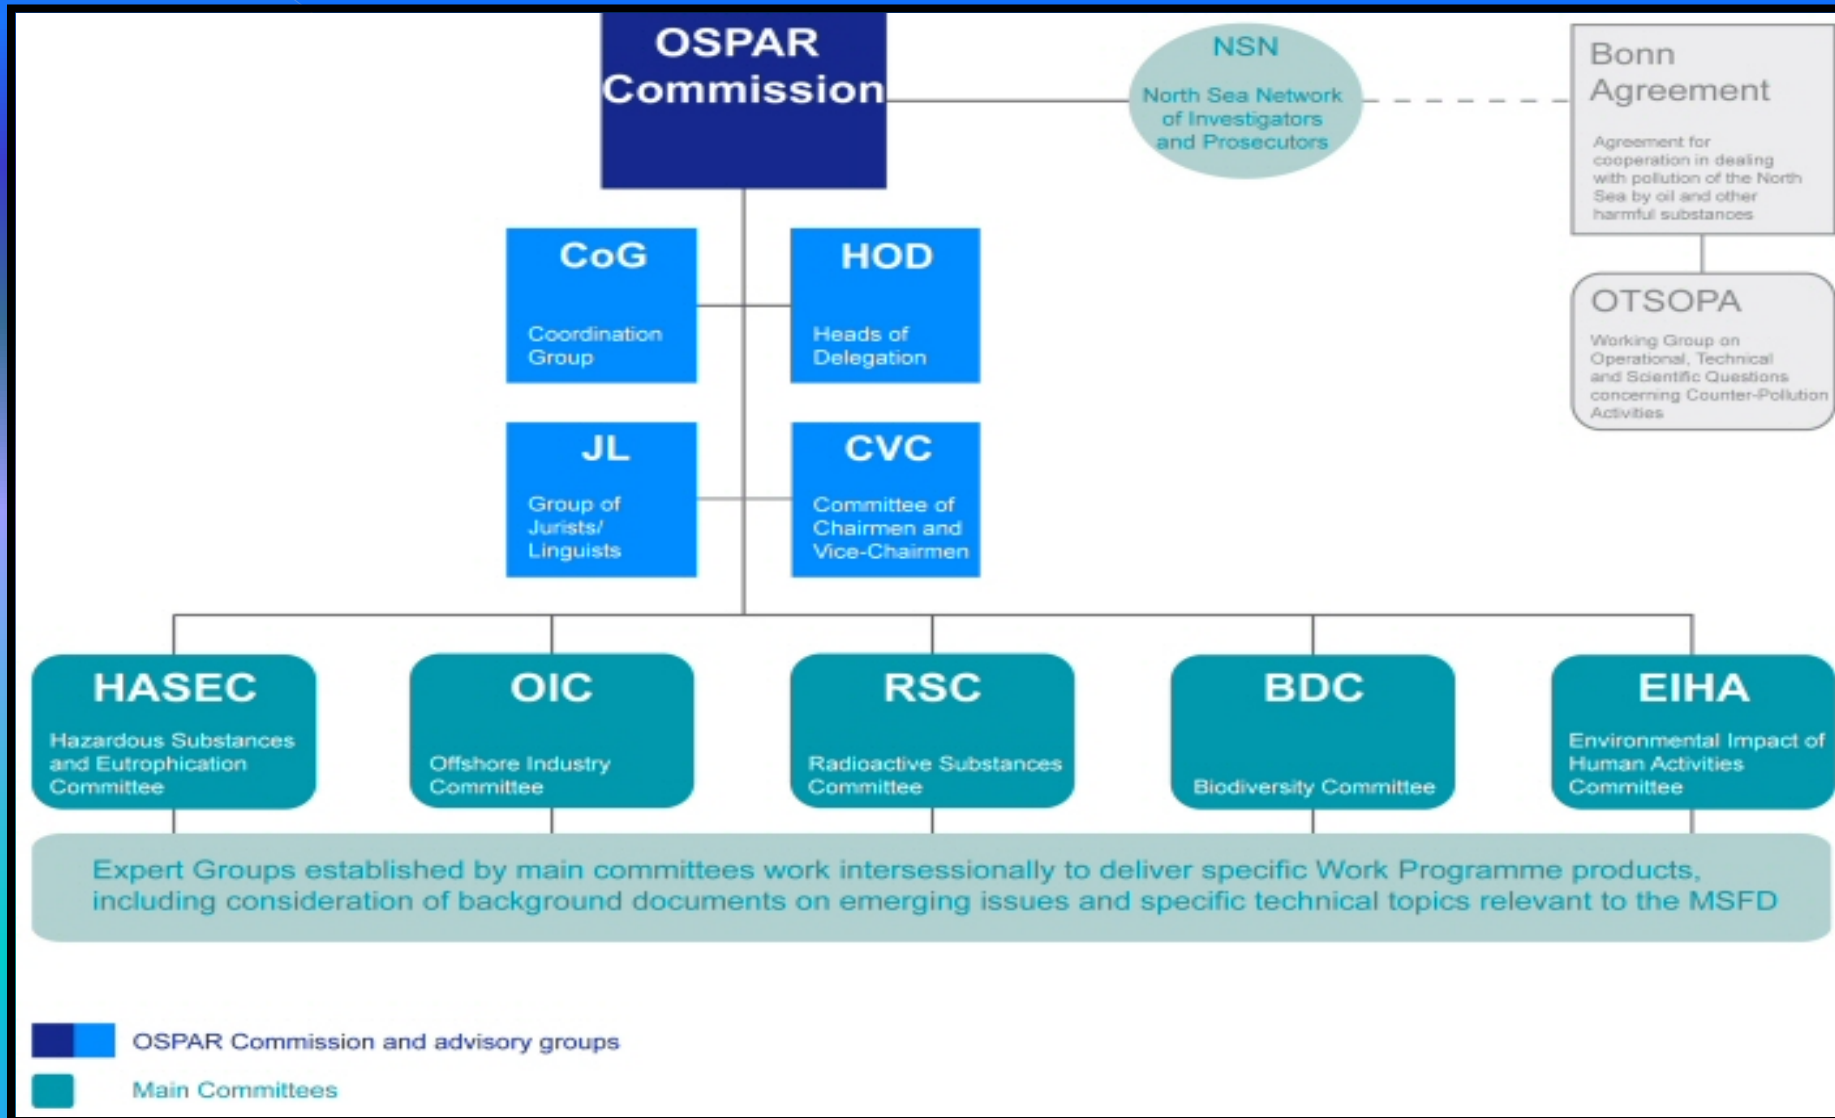 OSPAR
Commission
NSN
North Sea Network
of Investigators
and Prosecutors
Bonn
Agreement
Agreement for
cooperation in dealing
with pollution of the North
Sea by oil and other
harmful substances
CoG
Coordination
Group
HOD
Heads of
Delegation
OTSOPA
Working Group on
Operational, Technical
and Scientific Questions
concerning Counter-Pollution
Activities
JL
Group of
Jurists/
Linguists
CVC
Committee of
Chairmen and
Vice-Chairmen
HASEC
Hazardous Substances
and Eutrophication
Committee
OIC
Offshore Industry
Committee
RSC
Radioactive Substances
Committee
BDC
Biodiversity Committee
EIHA
Environmental Impact of
Human Activities
Committee
Expert Groups established by main committees work intersessionally to deliver specific Work Programme products,
including consideration of background documents on emerging issues and specific technical topics relevant to the MSFD
OSPAR Commission and advisory groups
Main Committees